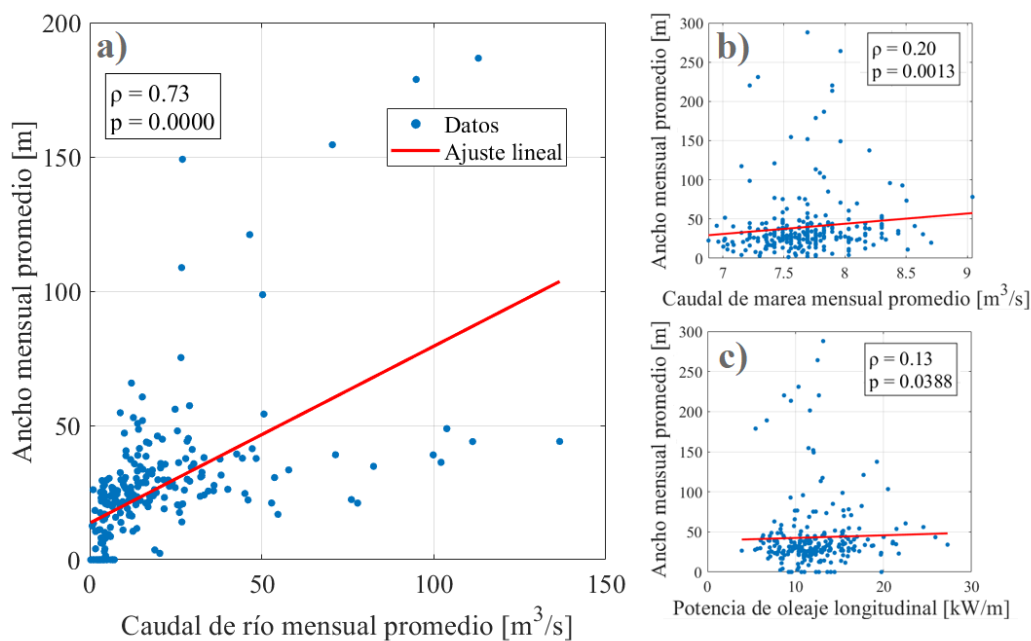 a)
ρ = 0.73
p = 0.0000
Datos
Ajuste lineal
Ancho mensual promedio [m]
200
150
100
50
0
0 50 100 150
Caudal de río mensual promedio [m³/s]
b)
ρ = 0.20
p = 0.0013
Ancho mensual promedio [m]
300
250
200
150
100
50
0
7 7.5 8 8.5 9
Caudal de marea mensual promedio [m³/s]
c)
ρ = 0.13
p = 0.0388
Ancho mensual promedio [m]
300
250
200
150
100
50
0
0 10 20 30
Potencia de oleaje longitudinal [kW/m]